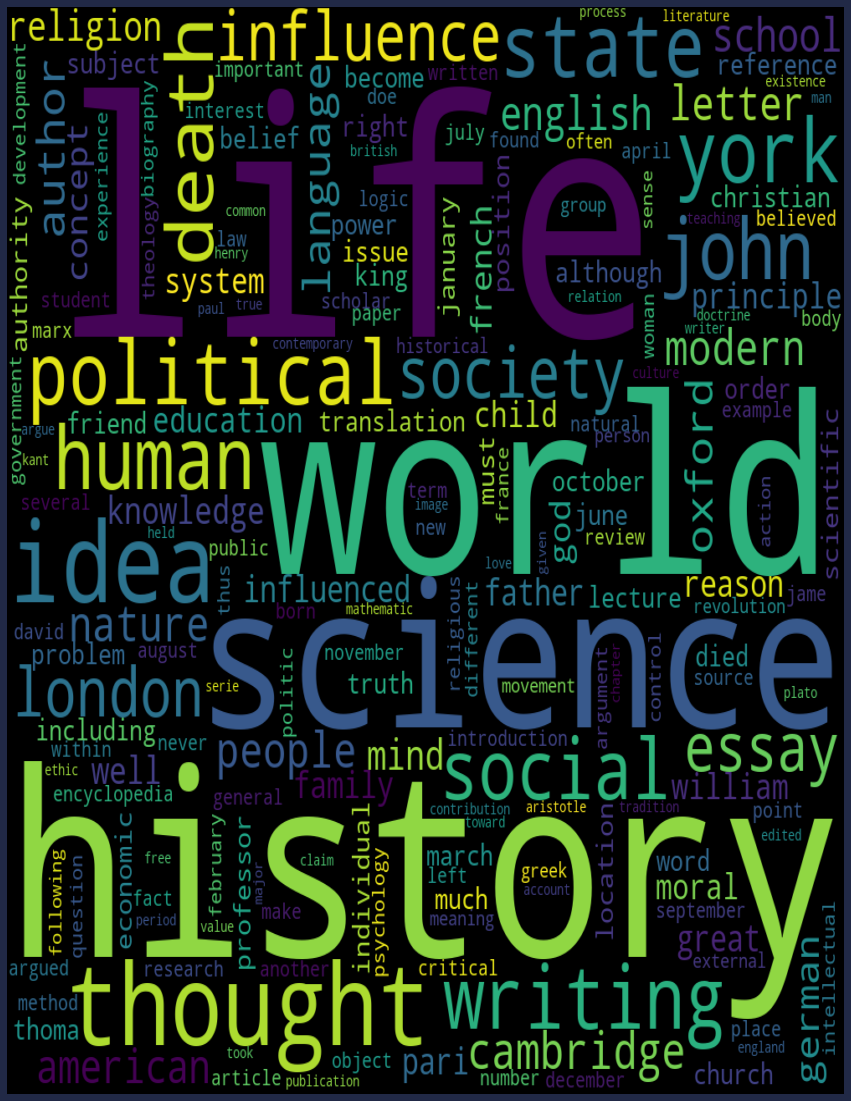 process
literature
religion
influence
state
school
death
subject
important
become
written
reference
author
life
language
doe
interest
existence
man
english
letter
york
development
concept
experience
biography
belief
right
july
found
often
april
british
christian
logic
group
sense
teaching
believed
common
theology
law
henry
power
january
french
position
john
authority
system
issue
king
although
student
paul
true
scholar
paper
relation
principle
woman
doctrine
writer
body
marx
contemporary
historical
modern
political
society
culture
government
argue
friend
education
translation
child
natural
person
order
example
kant
human
world
must
france
oxford
scientific
several
knowledge
term
image
new
october
god
june
review
action
held
idea
public
love
given
thus
influenced
father
lecture
reason
revolution
jame
born
mathematic
david
nature
science
religious
different
problem
august
politic
november
truth
movement
argument
chapter
control
died
source
plato
london
serie
including
within
never
people
mind
introduction
social
essay
ethic
well
family
william
encyclopedia
general
contribution
toward
aristotle
tradition
point
edited
history
economic
february
professor
individual
psychology
march
left
location
word
following
question
free
major
claim
greek
account
moral
fact
period
value
make
much
meaning
september
great
external
argued
research
another
critical
method
thought
writing
german
intellectual
thoma
place
england
american
took
article
object
publication
pari
cambridge
number
december
church